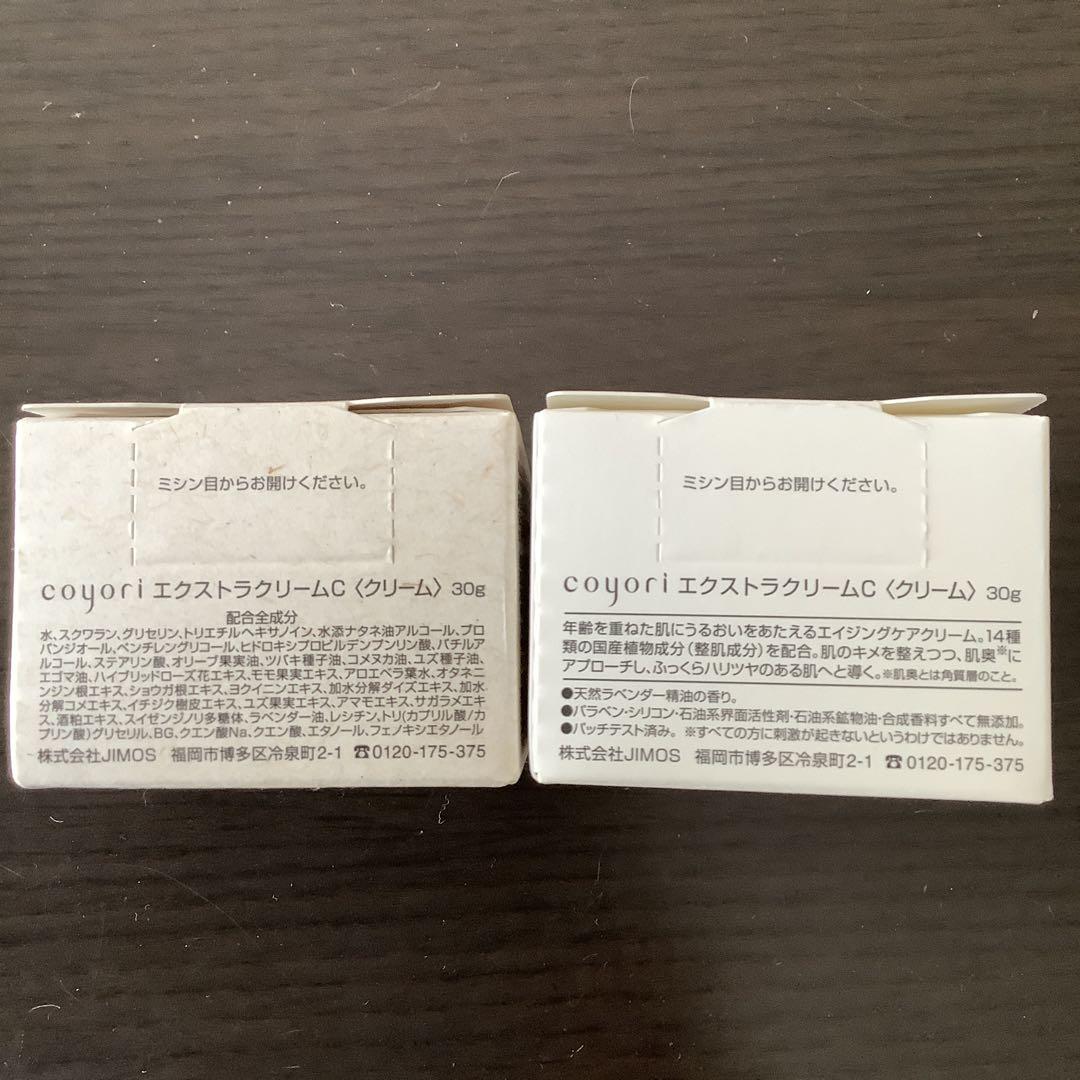 ミシン目からお開けください。
coyori エクストラクリームC〈クリーム〉 30g
配合全成分
水、スクワラン、グリセリン、トリエチルヘキサノイン、水添ナタネ油アルコール、プロ
パンジオール、ペンチレングリコール、ヒドロキシプロピルデンプンリン酸、バチルア
ルコール、ステアリン酸、オリーブ果実油、ツバキ種子油、コメヌカ油、ユズ種子油、
エゴマ油、ハイブリッドローズ花エキス、モモ果実エキス、アロエベラ葉水、オタネニ
ンジン根エキス、ショウガ根エキス、ヨクイニンエキス、加水分解ダイズエキス、加水
分解コメエキス、イチジク樹皮エキス、ユズ果実エキス、アマモエキス、サガラメエキ
ス、酒粕エキス、スイゼンジノリ多糖体、ラベンダー油、レシチン、トリ(カプリル酸/カ
プリン酸)グリセリル、BG、クエン酸Na、クエン酸、エタノール、フェノキシエタノール
株式会社JIMOS 福岡市博多区冷泉町2-1 ☎0120-175-375
ミシン目からお開けください。
coyori エクストラクリームC〈クリーム〉 30g
年齢を重ねた肌にうるおいをあたえるエイジングケアクリーム。14種
類の国産植物成分(整肌成分)を配合。肌のキメを整えつつ、肌奥※に
アプローチし、ふっくらハリツヤのある肌へと導く。※肌奥とは角質層のこと。
●天然ラベンダー精油の香り。
●パラベン・シリコン・石油系界面活性剤・石油系鉱物油・合成香料すべて無添加。
●パッチテスト済み。 ※すべての方に刺激が起きないというわけではありません。
株式会社JIMOS 福岡市博多区冷泉町2-1 ☎0120-175-375